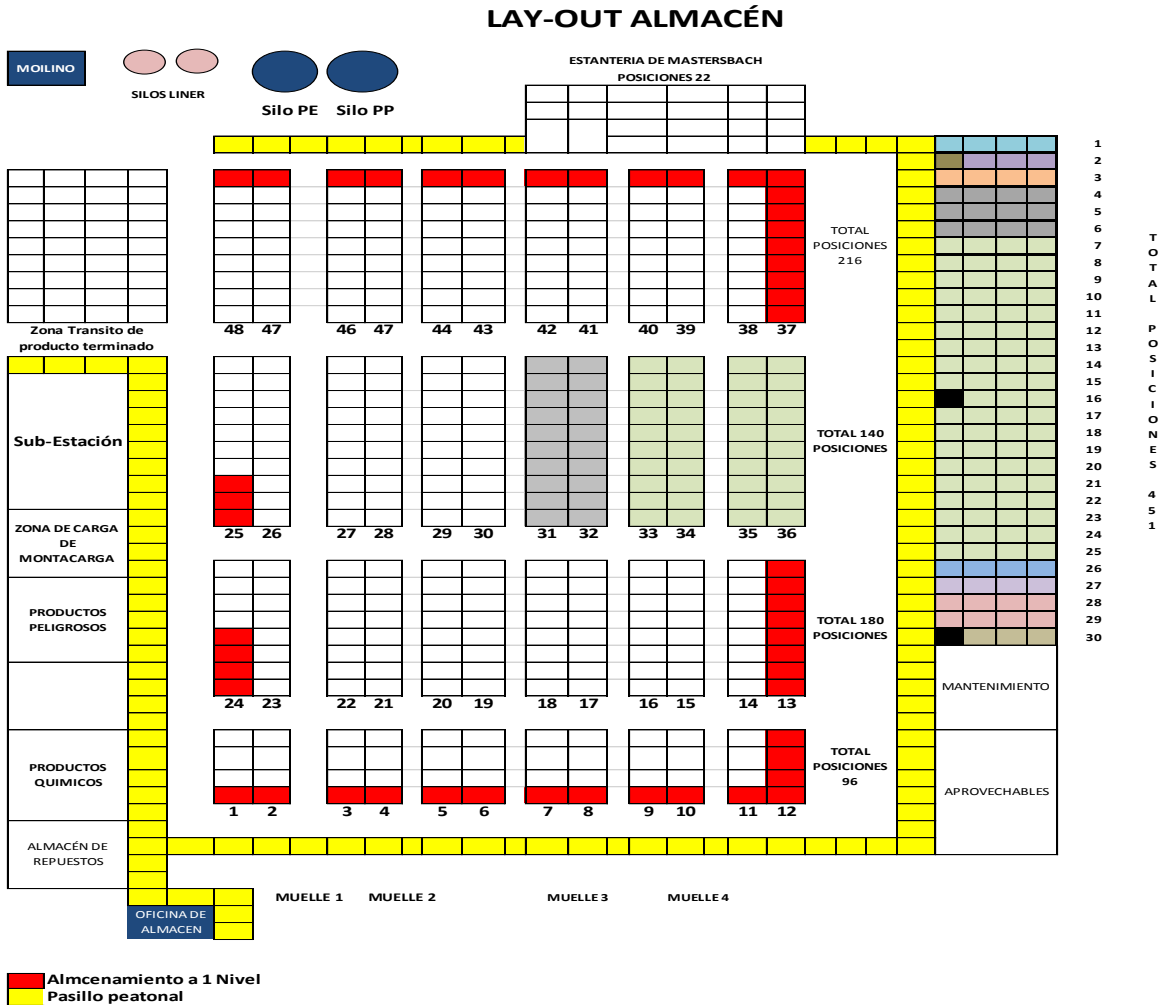 LAY-OUT ALMACÉN
MOILINO
SILOS LINER
Silo PE Silo PP
ESTANTERIA DE MASTERSBACH
POSICIONES 22
1
2
3
4
5
6
7
8
9
10
11
12
13
14
15
16
17
18
19
20
21
22
23
24
25
26
27
28
29
30
TOTAL POSICIONES 451
TOTAL
POSICIONES
216
48 47 46 47 44 43 42 41 40 39 38 37
Zona Transito de
producto terminado
Sub-Estación
TOTAL 140
POSICIONES
25 26 27 28 29 30 31 32 33 34 35 36
ZONA DE CARGA
DE
MONTACARGA
PRODUCTOS
PELIGROSOS
TOTAL 180
POSICIONES
24 23 22 21 20 19 18 17 16 15 14 13
MANTENIMIENTO
PRODUCTOS
QUIMICOS
TOTAL
POSICIONES
96
APROVECHABLES
1 2 3 4 5 6 7 8 9 10 11 12
ALMACÉN DE
REPUESTOS
MUELLE 1 MUELLE 2 MUELLE 3 MUELLE 4
OFICINA DE
ALMACEN
Almcenamiento a 1 Nivel
Pasillo peatonal